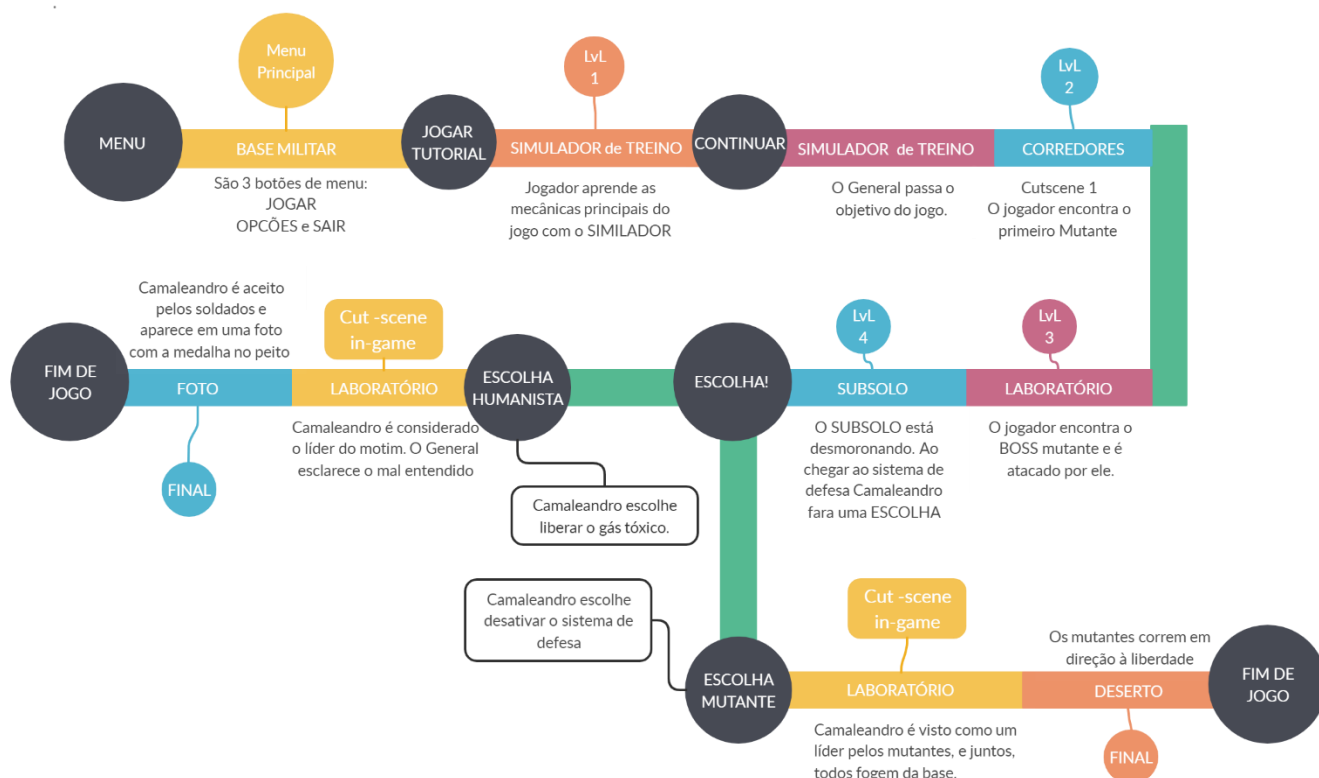 Menu
Principal
LvL
1
LvL
2
MENU
BASE MILITAR
JOGAR
TUTORIAL
SIMULADOR de TREINO
CONTINUAR
SIMULADOR de TREINO
CORREDORES
São 3 botões de menu:
JOGAR
OPCÕES e SAIR
Jogador aprende as
mecânicas principais do
jogo com o SIMILADOR
O General passa o
objetivo do jogo.
Cutscene 1
O jogador encontra o
primeiro Mutante
Camaleandro é aceito
pelos soldados e
aparece em uma foto
com a medalha no peito
Cut -scene
in-game
LvL
4
LvL
3
FIM DE
JOGO
FOTO
LABORATÓRIO
ESCOLHA
HUMANISTA
ESCOLHA!
SUBSOLO
LABORATÓRIO
FINAL
Camaleandro é considerado
o líder do motim. O General
esclarece o mal entendido
O SUBSOLO está
desmoronando. Ao
chegar ao sistema de
defesa Camaleandro
fara uma ESCOLHA
O jogador encontra o
BOSS mutante e é
atacado por ele.
Camaleandro escolhe
liberar o gás tóxico.
Camaleandro escolhe
desativar o sistema de
defesa
Cut -scene
in-game
Os mutantes correm em
direção à liberdade
ESCOLHA
MUTANTE
LABORATÓRIO
DESERTO
FIM DE
JOGO
Camaleandro é visto como um
líder pelos mutantes, e juntos,
todos fogem da base.
FINAL